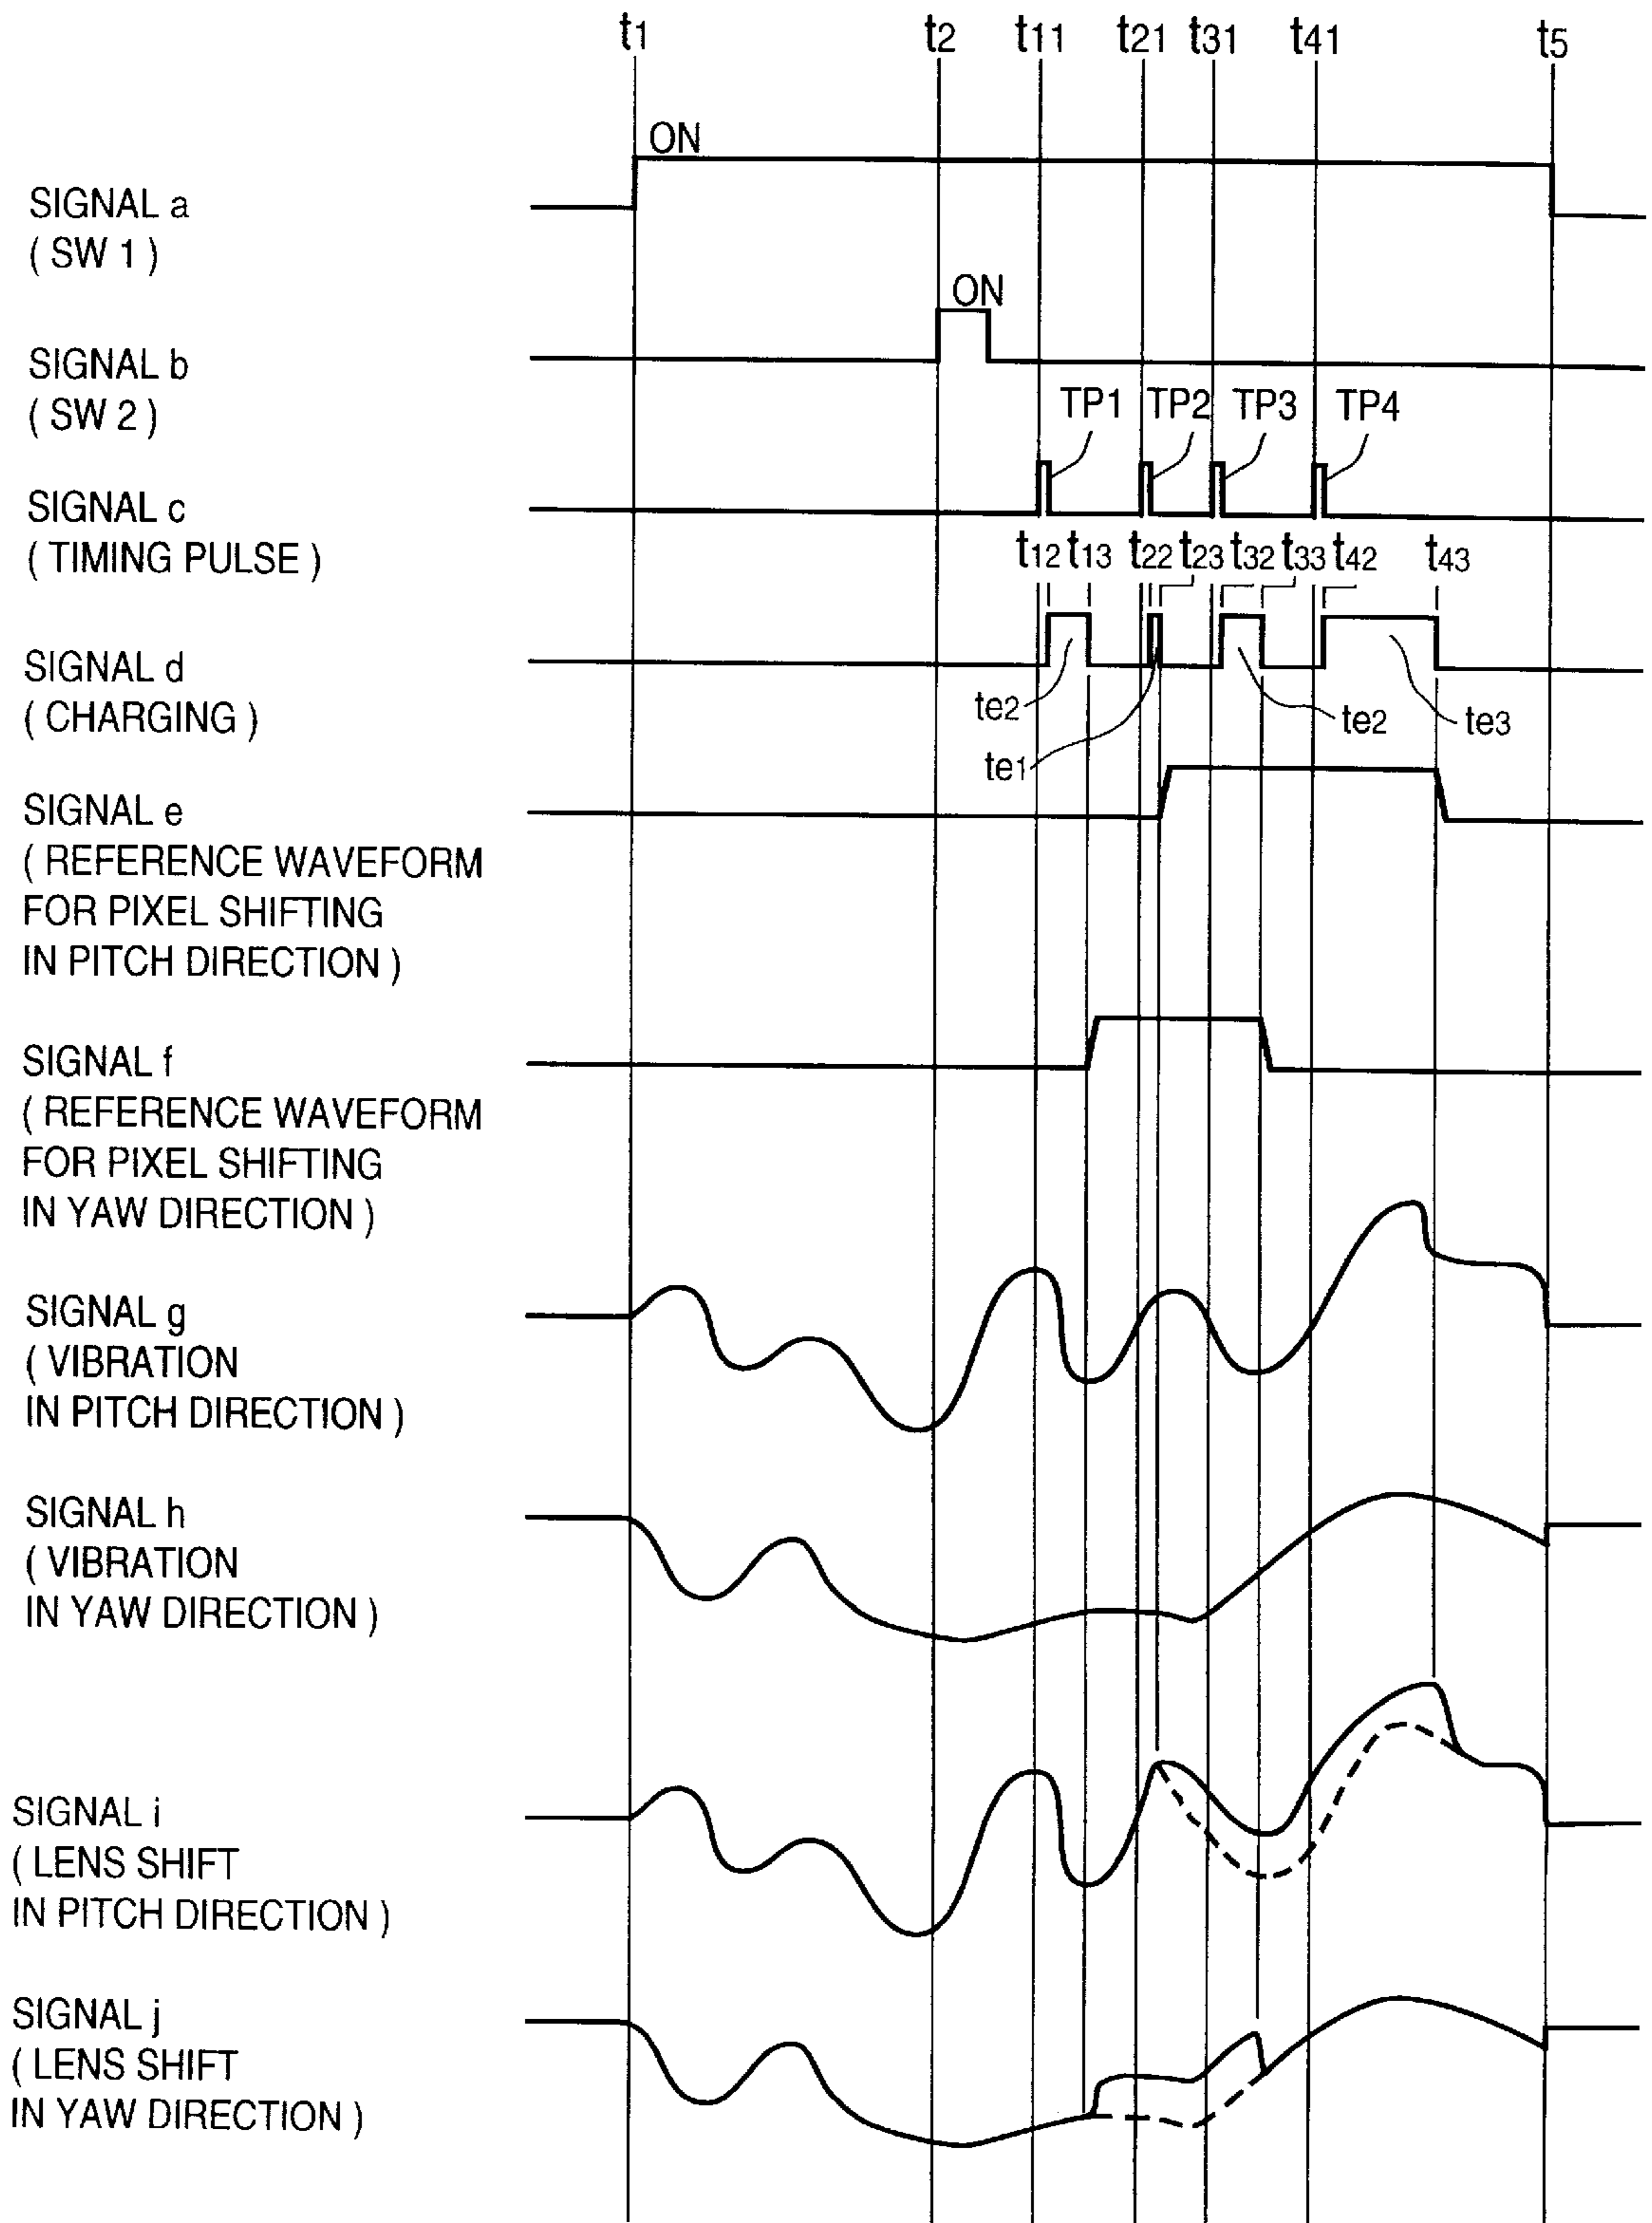 t1 t2 t11 t21 t31 t41 t5
ON
SIGNAL a
( SW 1 )
ON
SIGNAL b
( SW 2 )
TP1 TP2 TP3 TP4
SIGNAL c
( TIMING PULSE )
t12 t13 t22 t23 t32 t33 t42 t43
SIGNAL d
( CHARGING )
te2 te1 te2 te3
SIGNAL e
( REFERENCE WAVEFORM
FOR PIXEL SHIFTING
IN PITCH DIRECTION )
SIGNAL f
( REFERENCE WAVEFORM
FOR PIXEL SHIFTING
IN YAW DIRECTION )
SIGNAL g
( VIBRATION
IN PITCH DIRECTION )
SIGNAL h
( VIBRATION
IN YAW DIRECTION )
SIGNAL i
( LENS SHIFT
IN PITCH DIRECTION )
SIGNAL j
( LENS SHIFT
IN YAW DIRECTION )